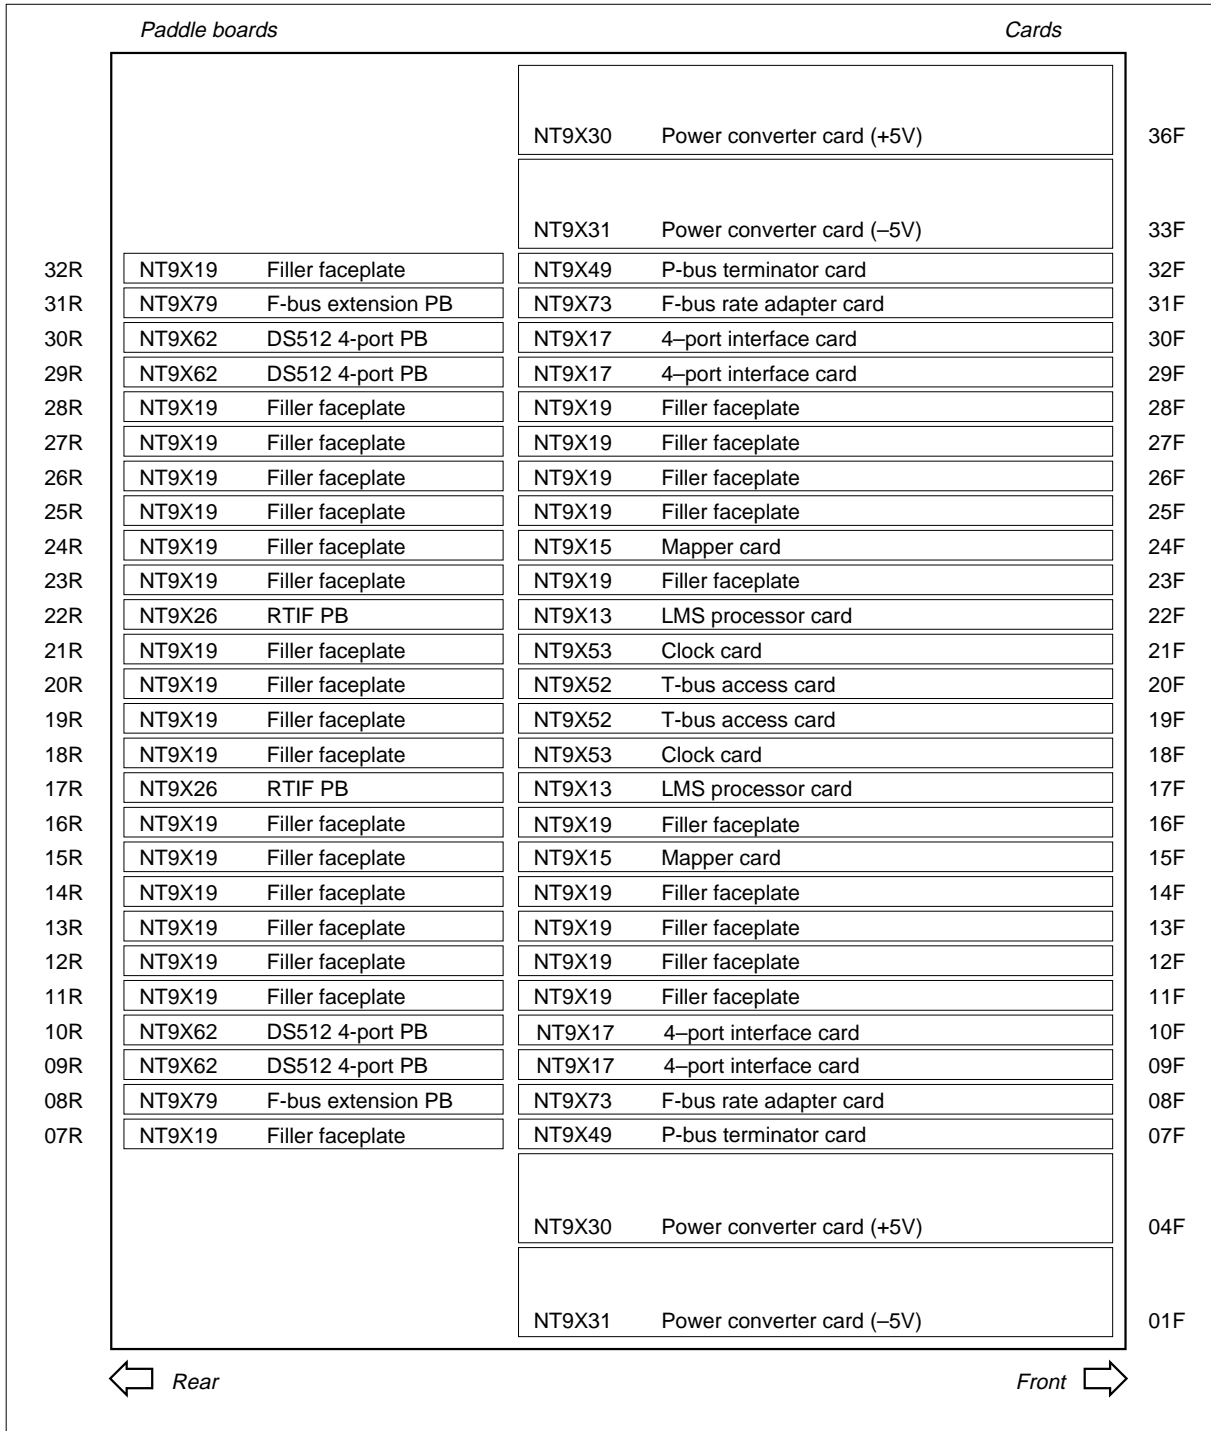 Paddle boards Cards
NT9X30 Power converter card (+5V) 36F
NT9X31 Power converter card (–5V) 33F
32R NT9X19 Filler faceplate NT9X49 P-bus terminator card 32F
31R NT9X79 F-bus extension PB NT9X73 F-bus rate adapter card 31F
30R NT9X62 DS512 4-port PB NT9X17 4–port interface card 30F
29R NT9X62 DS512 4-port PB NT9X17 4–port interface card 29F
28R NT9X19 Filler faceplate NT9X19 Filler faceplate 28F
27R NT9X19 Filler faceplate NT9X19 Filler faceplate 27F
26R NT9X19 Filler faceplate NT9X19 Filler faceplate 26F
25R NT9X19 Filler faceplate NT9X19 Filler faceplate 25F
24R NT9X19 Filler faceplate NT9X15 Mapper card 24F
23R NT9X19 Filler faceplate NT9X19 Filler faceplate 23F
22R NT9X26 RTIF PB NT9X13 LMS processor card 22F
21R NT9X19 Filler faceplate NT9X53 Clock card 21F
20R NT9X19 Filler faceplate NT9X52 T-bus access card 20F
19R NT9X19 Filler faceplate NT9X52 T-bus access card 19F
18R NT9X19 Filler faceplate NT9X53 Clock card 18F
17R NT9X26 RTIF PB NT9X13 LMS processor card 17F
16R NT9X19 Filler faceplate NT9X19 Filler faceplate 16F
15R NT9X19 Filler faceplate NT9X15 Mapper card 15F
14R NT9X19 Filler faceplate NT9X19 Filler faceplate 14F
13R NT9X19 Filler faceplate NT9X19 Filler faceplate 13F
12R NT9X19 Filler faceplate NT9X19 Filler faceplate 12F
11R NT9X19 Filler faceplate NT9X19 Filler faceplate 11F
10R NT9X62 DS512 4-port PB NT9X17 4–port interface card 10F
09R NT9X62 DS512 4-port PB NT9X17 4–port interface card 09F
08R NT9X79 F-bus extension PB NT9X73 F-bus rate adapter card 08F
07R NT9X19 Filler faceplate NT9X49 P-bus terminator card 07F
NT9X30 Power converter card (+5V) 04F
NT9X31 Power converter card (–5V) 01F
Rear Front